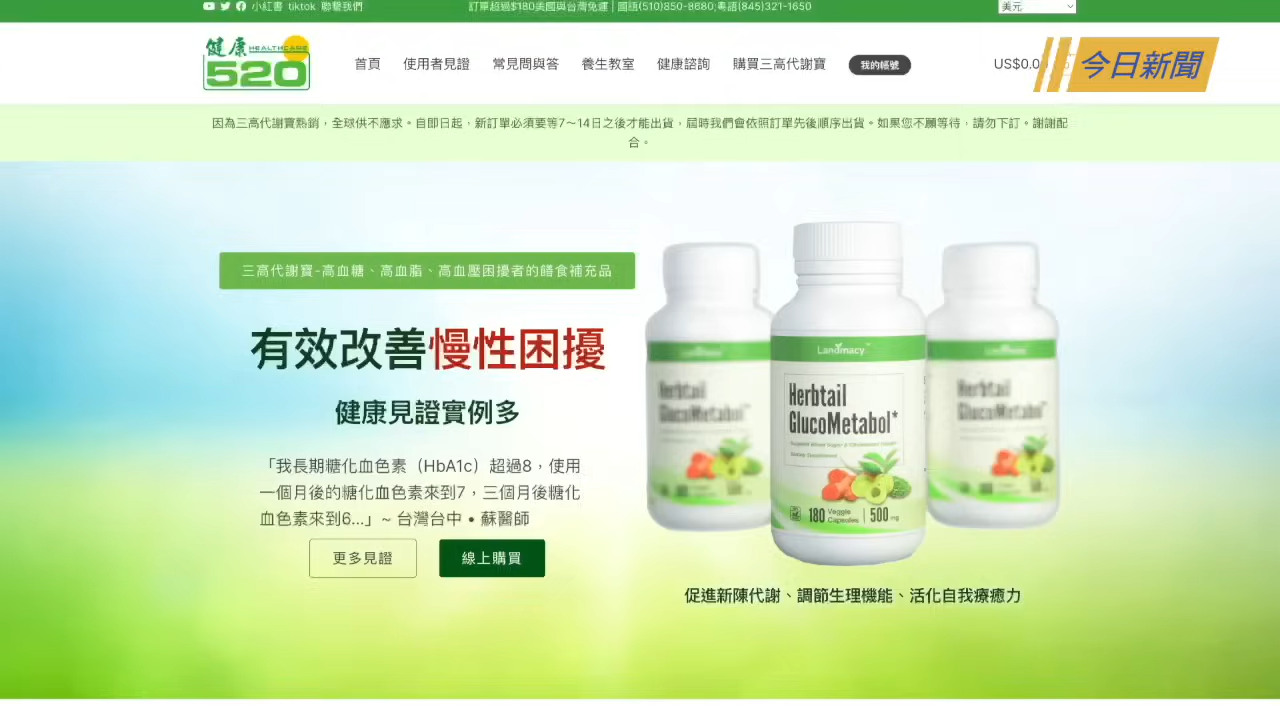 小紅書 tiktok 聯繫我們
訂單超過$180美國與台灣免運 | 國語(510)850-8680;粵語(845)321-1650
美元
健康 HEALTHCARE
520
首頁 使用者見證 常見問與答 養生教室 健康諮詢 購買三高代謝寶 我的帳號
US$0.0
今日新聞
因為三高代謝寶熱銷，全球供不應求。自即日起，新訂單必須要等7～14日之後才能出貨，屆時我們會依照訂單先後順序出貨。如果您不願等待，請勿下訂。謝謝配
合。
三高代謝寶-高血糖、高血脂、高血壓困擾者的饍食補充品
有效改善慢性困擾
健康見證實例多
「我長期糖化血色素（HbA1c）超過8，使用
一個月後的糖化血色素來到7，三個月後糖化
血色素來到6...」~ 台灣台中 • 蘇醫師
更多見證 線上購買
Landmacy
Herbtail
GlucoMetabol*
Dietary Supplement
180 Veggie Capsules | 500 mg
Herbtail
GlucoMetabol
Herbtail
GlucoMetabol
促進新陳代謝、調節生理機能、活化自我療癒力